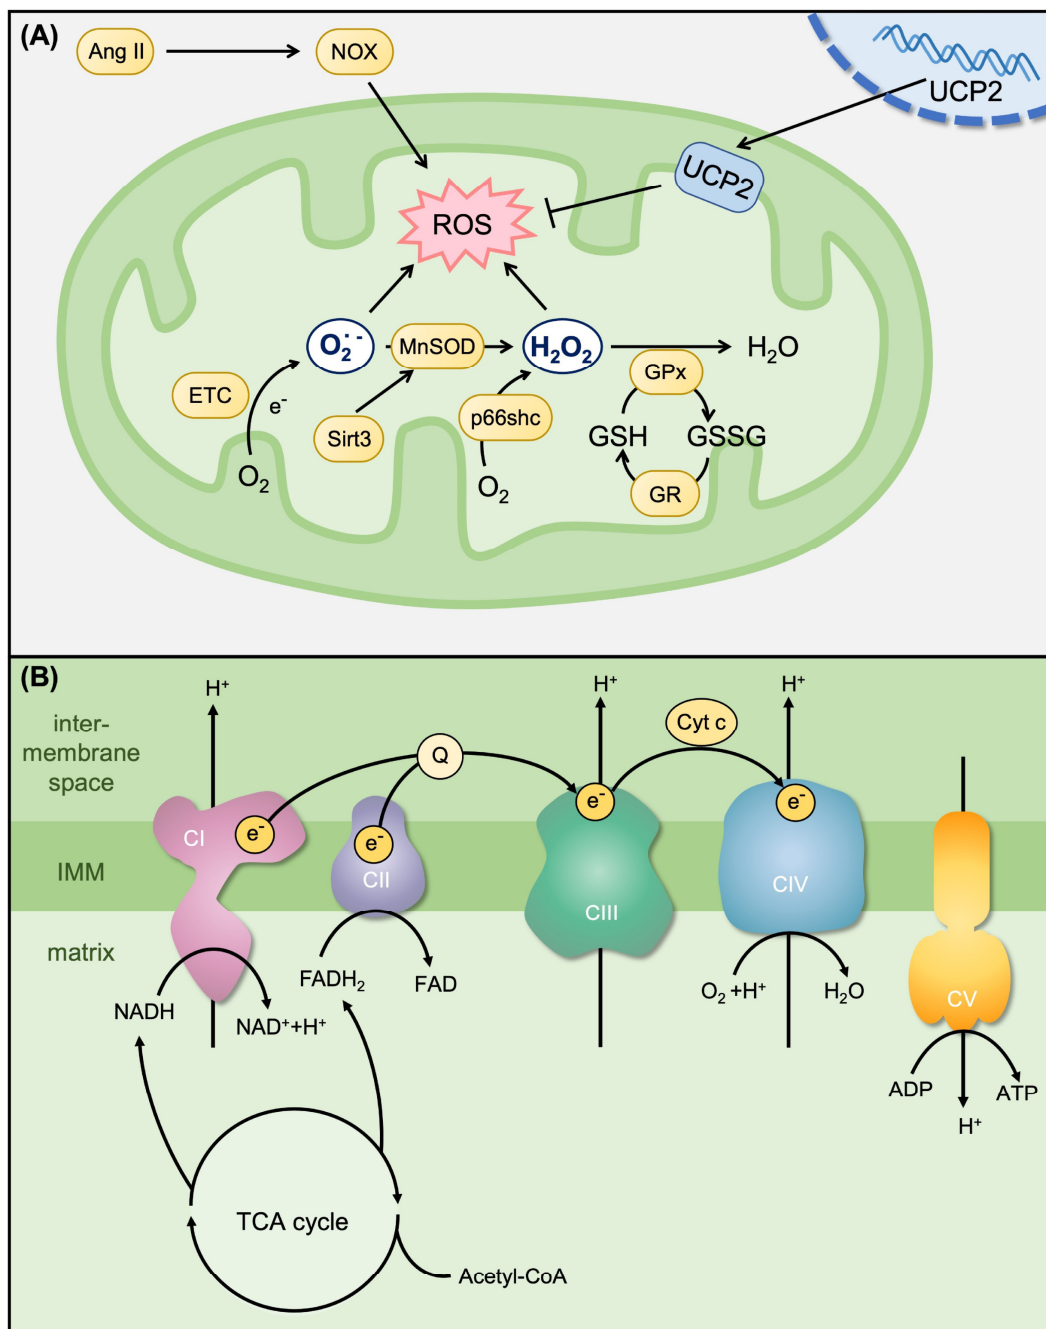 (A)
Ang II
NOX
UCP2
UCP2
ROS
O₂·⁻
MnSOD
H₂O₂
H₂O
ETC
e⁻
Sirt3
p66shc
GPx
GSH
GSSG
GR
O₂
O₂
(B)
H⁺
H⁺
H⁺
inter-
membrane
space
Q
Cyt c
CI
e⁻
e⁻
e⁻
e⁻
IMM
CII
CIII
CIV
matrix
NADH
NAD⁺+H⁺
FADH₂
FAD
O₂+H⁺
H₂O
CV
ADP
ATP
H⁺
TCA cycle
Acetyl-CoA